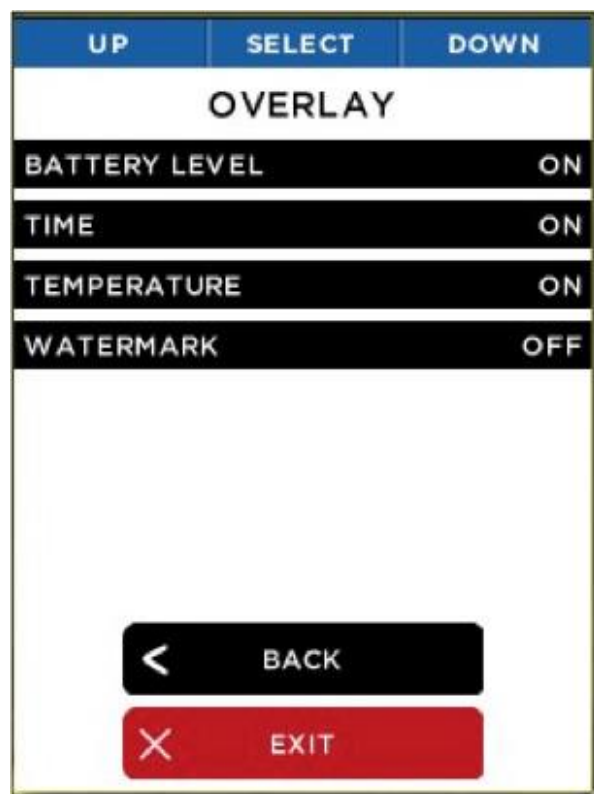 UP SELECT DOWN
OVERLAY
BATTERY LEVEL ON
TIME ON
TEMPERATURE ON
WATERMARK OFF
< BACK
X EXIT